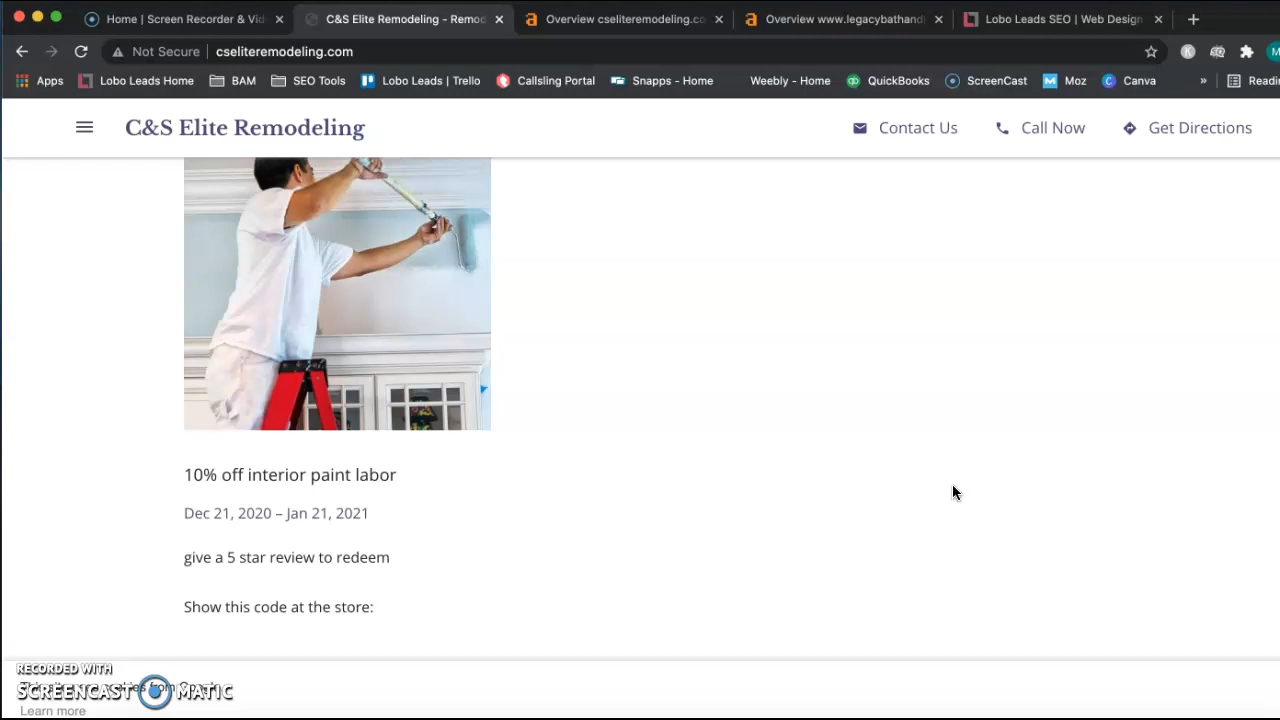 Home | Screen Recorder & Vid
C&S Elite Remodeling - Remod
Overview cseliteremodeling.co
Overview www.legacybathandl
Lobo Leads SEO | Web Design
Not Secure
cseliteremodeling.com
Apps
Lobo Leads Home
BAM
SEO Tools
Lobo Leads | Trello
Callsling Portal
Snapps - Home
Weebly - Home
QuickBooks
ScreenCast
Moz
Canva
»
Readin
C&S Elite Remodeling
Contact Us
Call Now
Get Directions
10% off interior paint labor
Dec 21, 2020 – Jan 21, 2021
give a 5 star review to redeem
Show this code at the store:
RECORDED WITH
SCREENCAST MATIC
Learn more